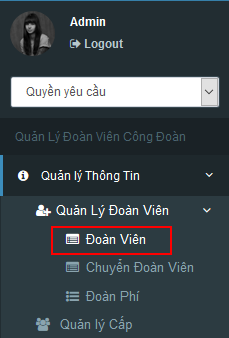 Admin
Logout
Quyền yêu cầu
Quản Lý Đoàn Viên Công Đoàn
Quản lý Thông Tin
Quản Lý Đoàn Viên
Đoàn Viên
Chuyển Đoàn Viên
Đoàn Phí
Quản lý Cấp